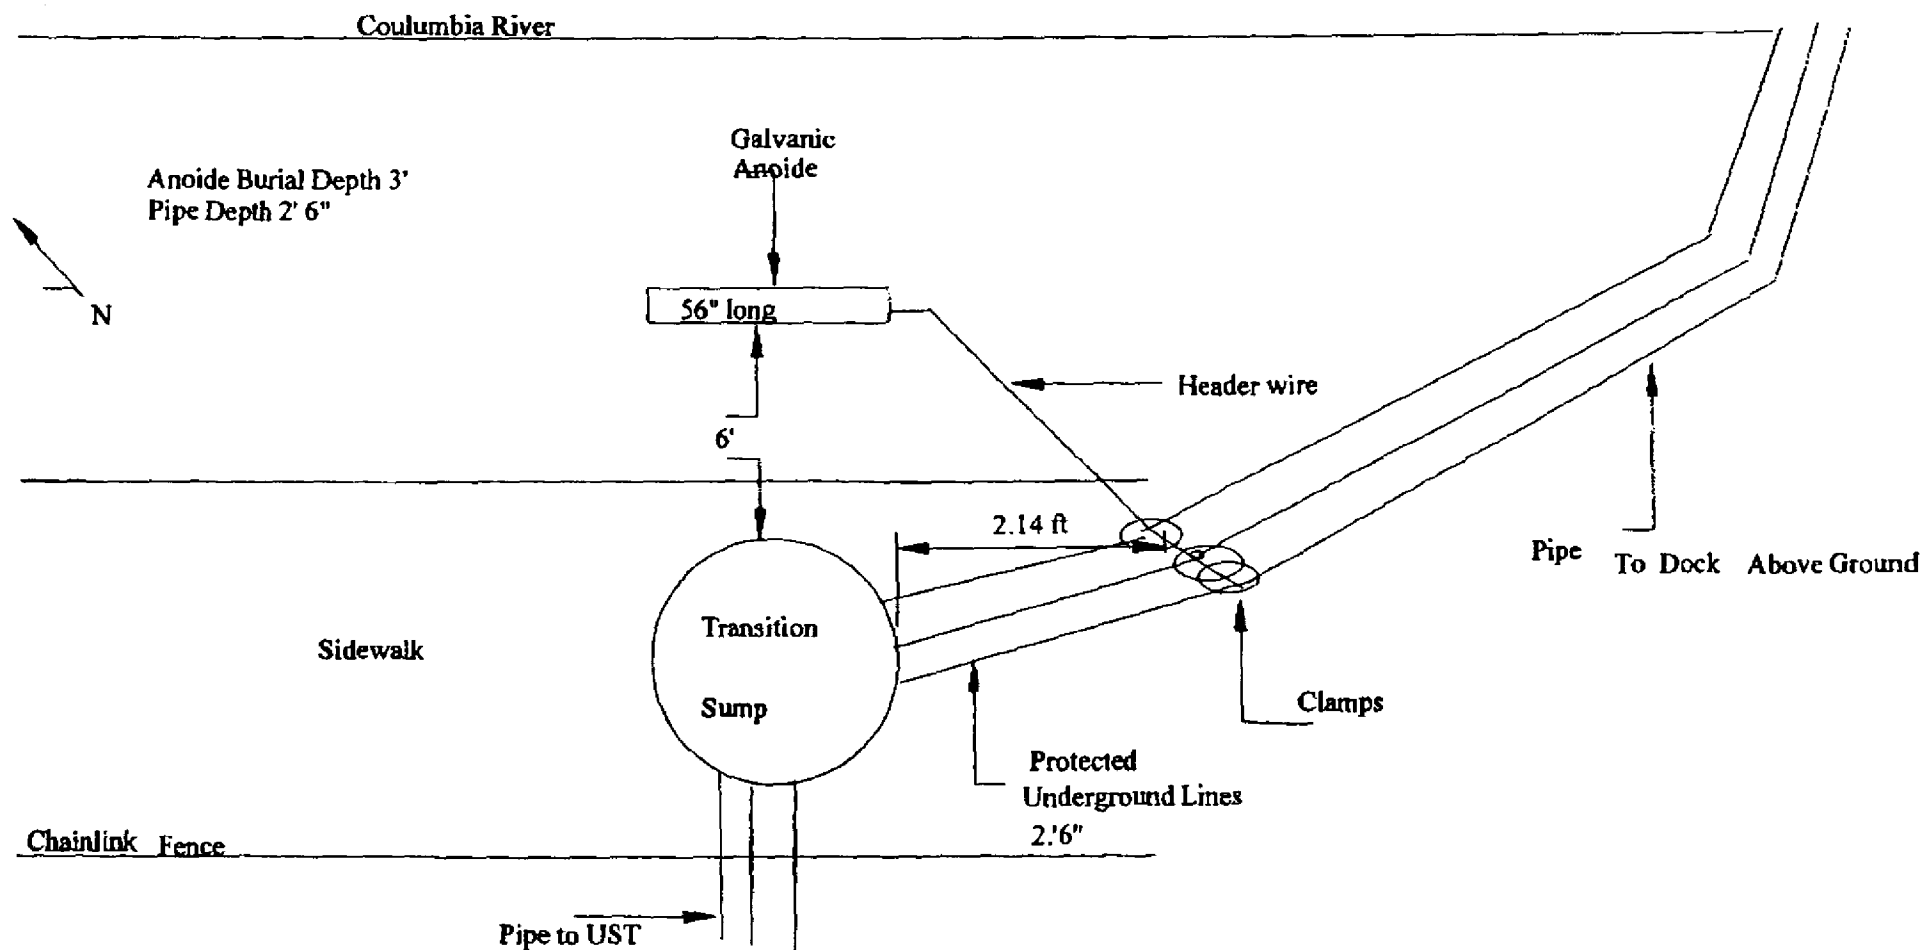 Coulumbia River
Galvanic
Anoide
Anoide Burial Depth 3'
Pipe Depth 2' 6"
N
56" long
Header wire
6'
2.14 ft
Pipe To Dock Above Ground
Transition
Sump
Sidewalk
Clamps
Protected
Underground Lines
2.'6"
Chainlink Fence
Pipe to UST